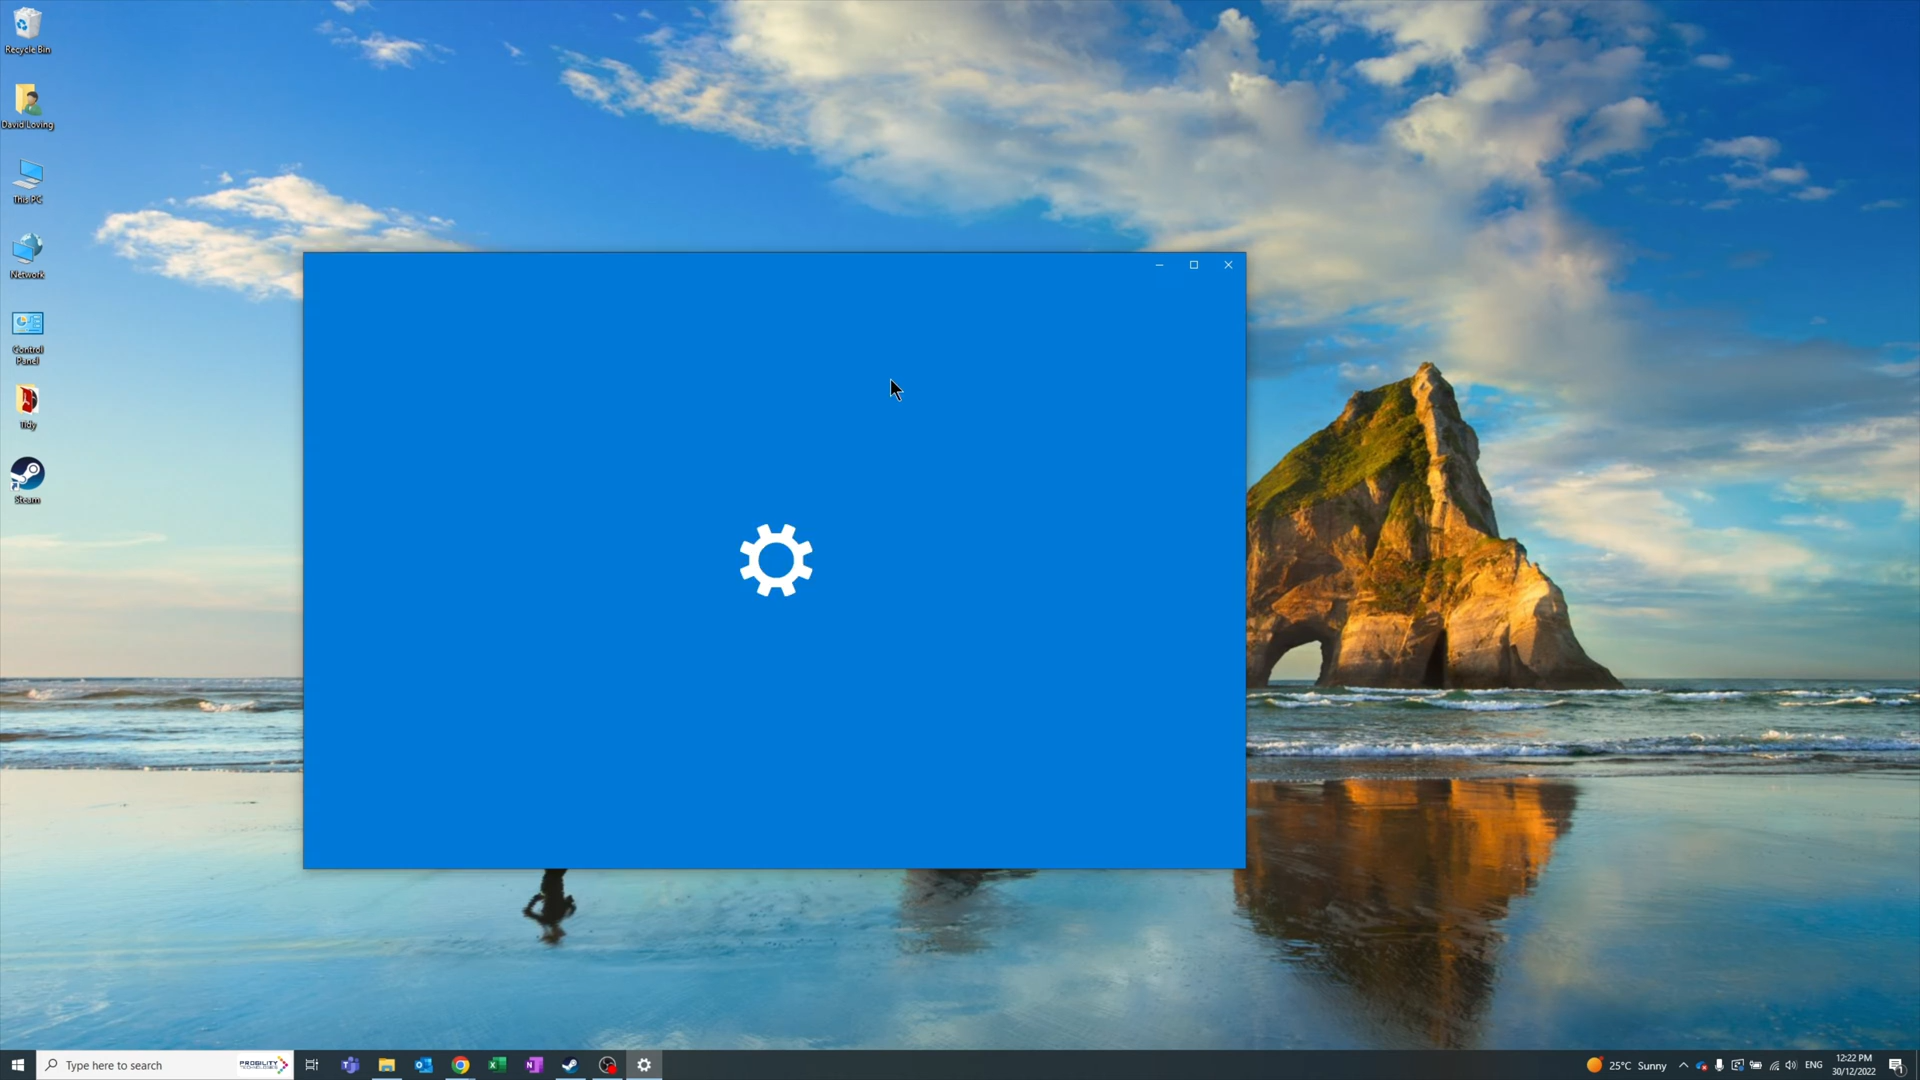 Recycle Bin
David Loving
This PC
Network
Control
Panel
Tidy
Steam
Type here to search
PROBILITY
TECHNOLOGIES
25°C Sunny
ENG
12:22 PM
30/12/2022